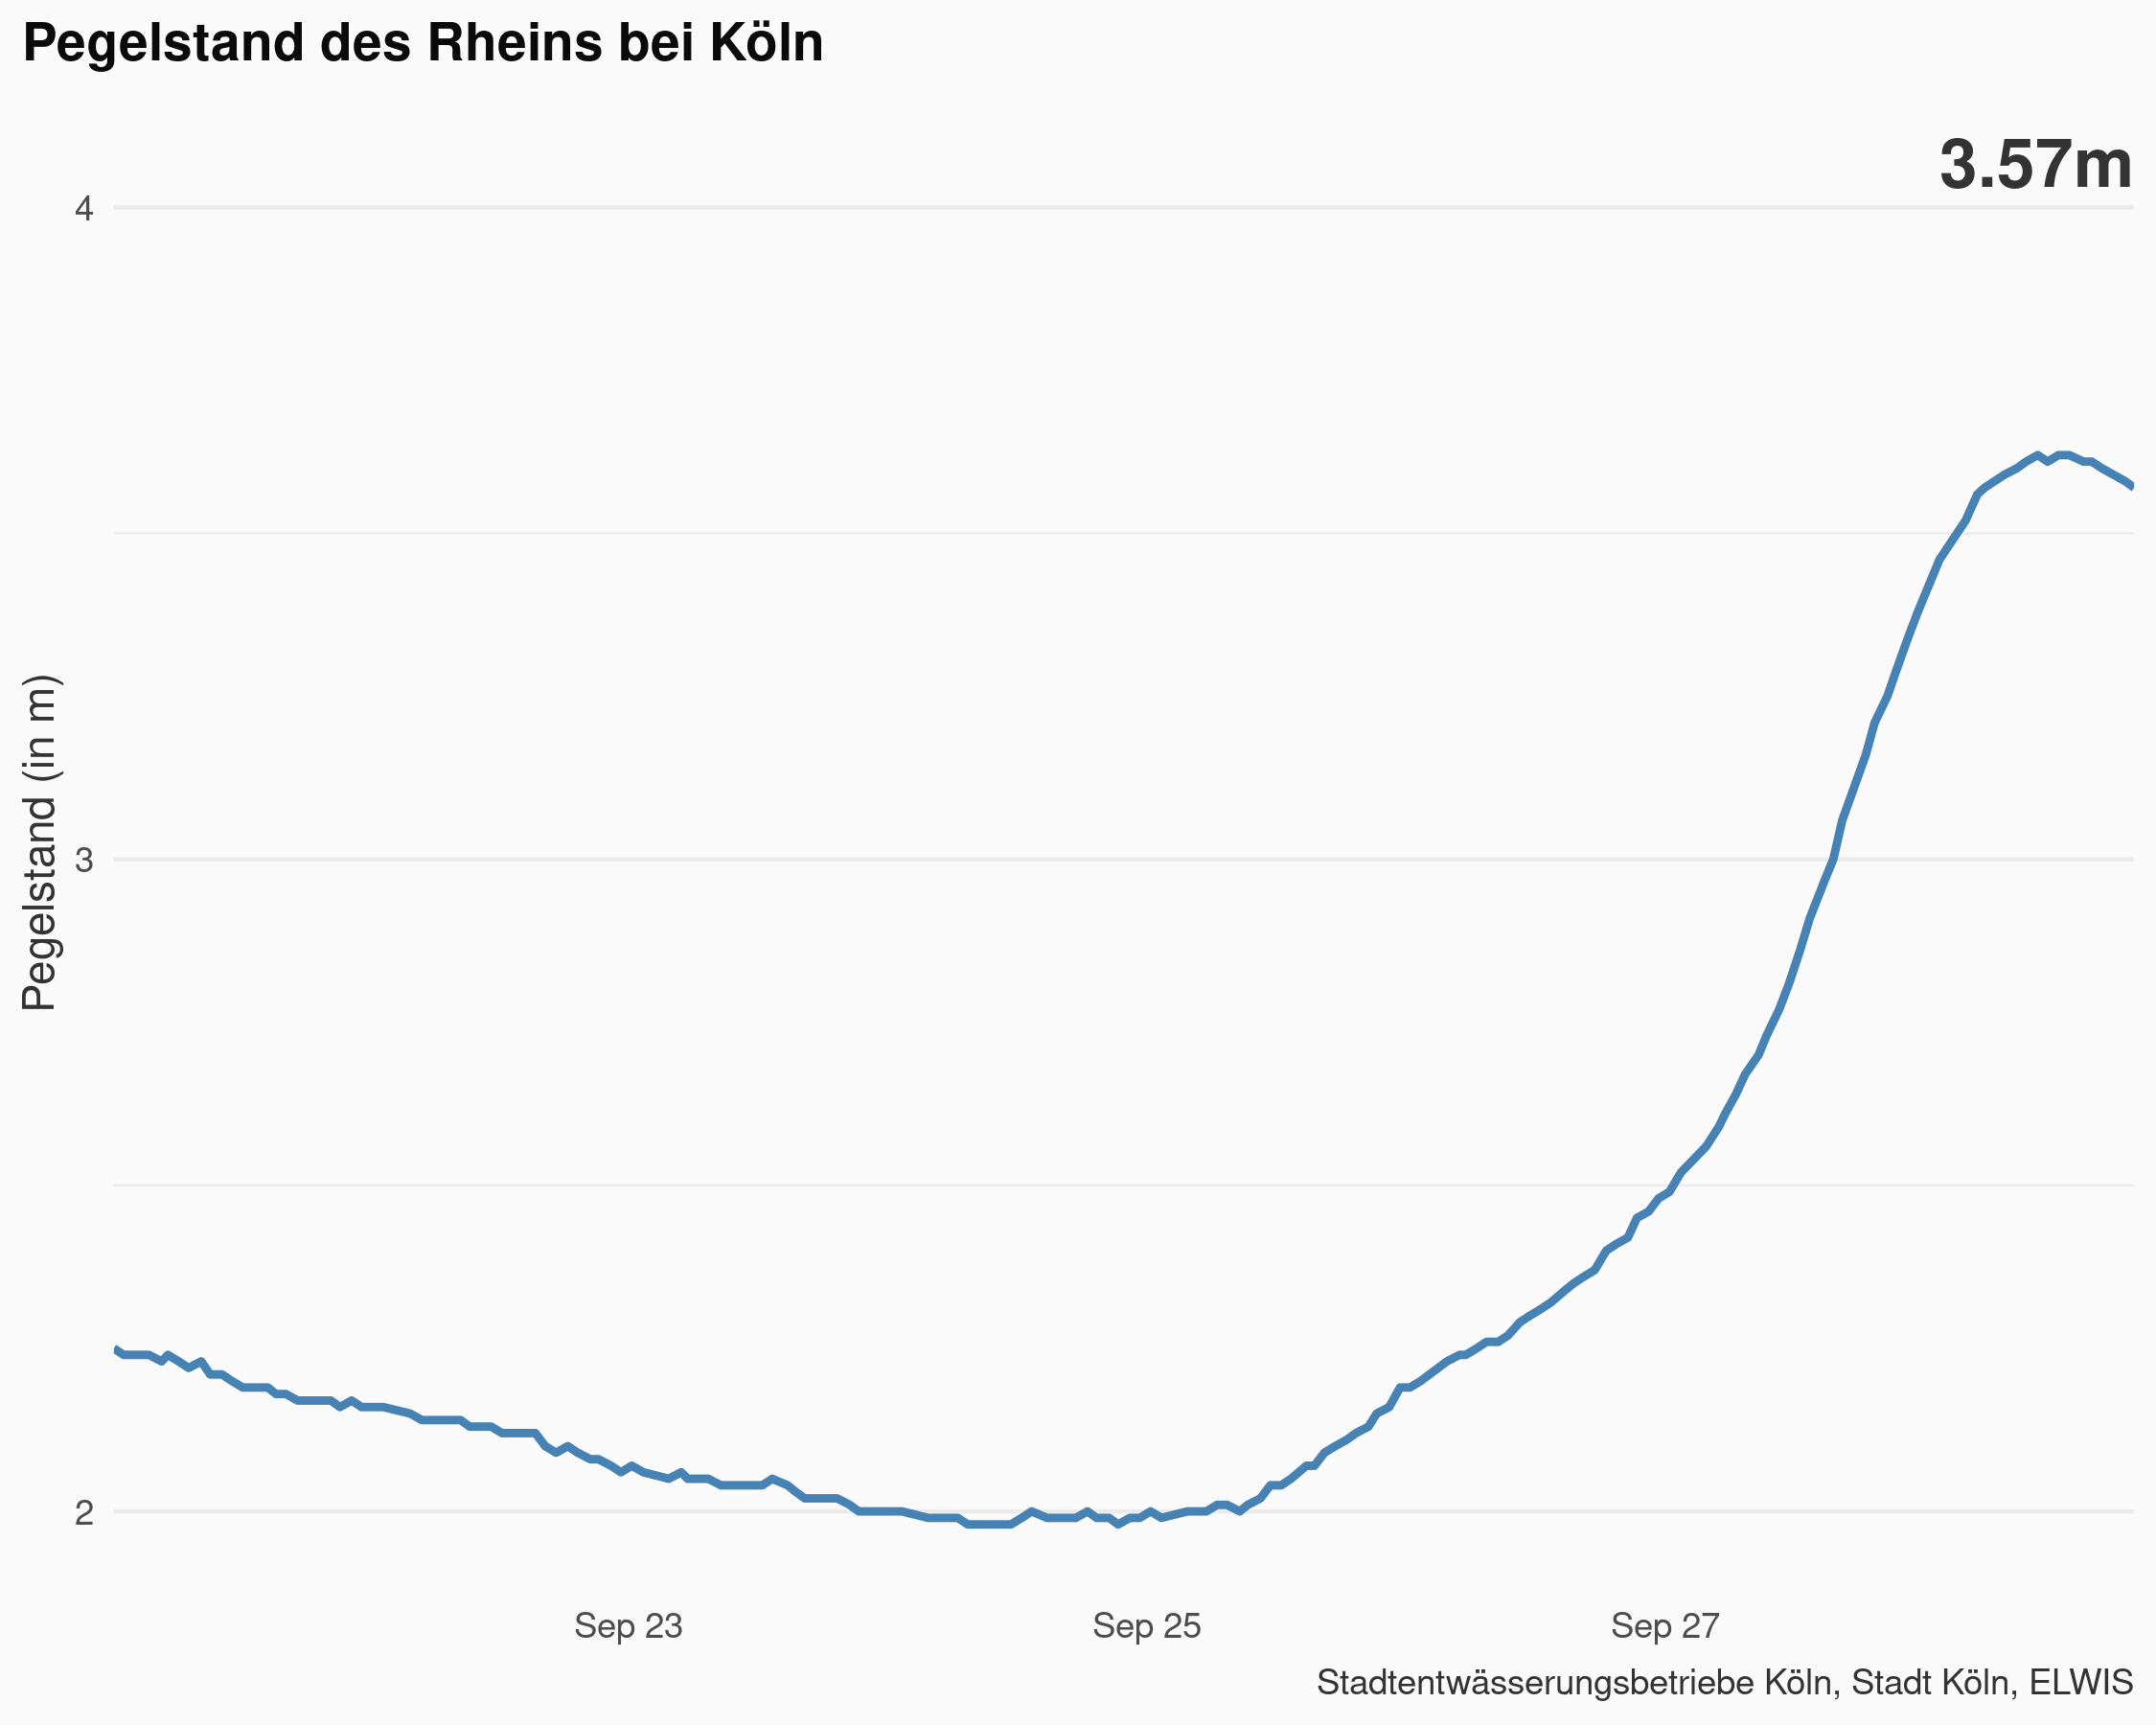 Pegelstand des Rheins bei Köln
3.57m
4
3
2
Pegelstand (in m)
Sep 23
Sep 25
Sep 27
Stadtentwässerungsbetriebe Köln, Stadt Köln, ELWIS